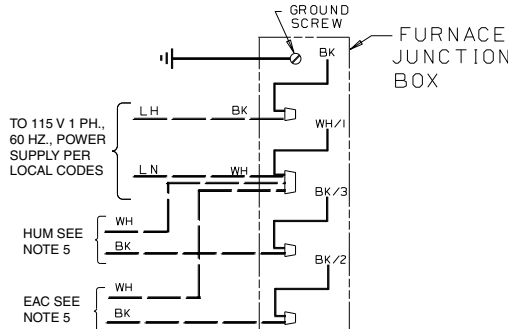 GROUND
SCREW
FURNACE
JUNCTION
BOX
BK
LH
BK
TO 115 V 1 PH.,
60 HZ., POWER
SUPPLY PER
LOCAL CODES
WH/1
LN
WH
BK/3
WH
HUM SEE
NOTE 5
BK
BK/2
WH
EAC SEE
NOTE 5
BK